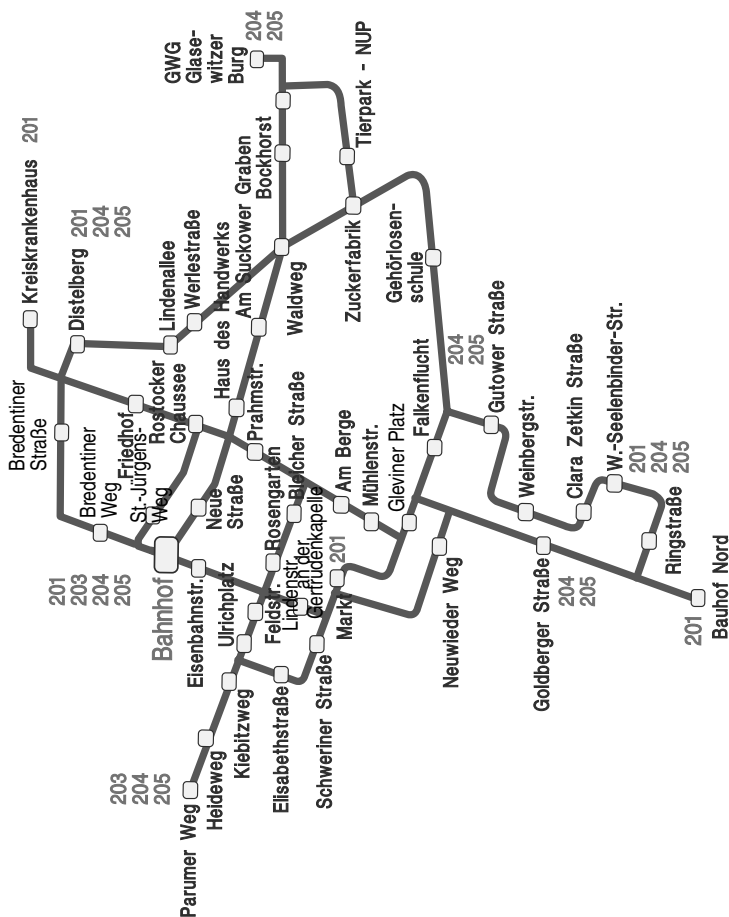 Kreiskrankenhaus 201
Distelberg
201
204
205
Bredentiner
Straße
Bredentiner
Weg
Friedhof
St.-Jürgens-
Weg
Rostocker
Chaussee
Lindenallee
Werlestraße
Haus des Handwerks
Am Suckower Graben
Bockhorst
GWG
Glase-
witzer
Burg
204
205
Tierpark - NUP
Waldweg
Zuckerfabrik
Gehörlosen-
schule
201
203
204
205
Bahnhof
Neue
Straße
Prahmstr.
Bleicher Straße
Rosengarten
Am Berge
Mühlenstr.
Gleviner Platz
Falkenflucht
204
205
Gutower Straße
Weinbergstr.
Clara Zetkin Straße
W.-Seelenbinder-Str.
201
204
205
Ringstraße
Eisenbahnstr.
Ulrichplatz
Feldstr.
Lindenstr.
an der
Gertrudenkapelle
Markt
201
Neuwieder Weg
Goldberger Straße
204
205
201
Bauhof Nord
203
204
205
Parumer Weg
Heideweg
Kiebitzweg
Elisabethstraße
Schweriner Straße